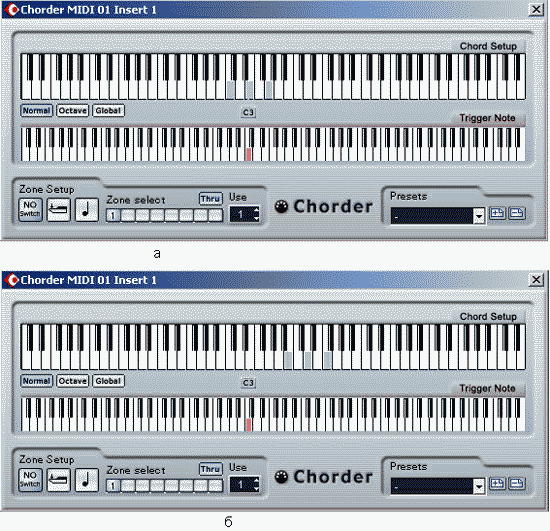 Chorder MIDI 01 Insert 1
Chord Setup
Normal Octave Global C3
Trigger Note
Zone Setup
NO Switch
Zone select Thru Use
1 1
Chorder
Presets
-
а
Chorder MIDI 01 Insert 1
Chord Setup
Normal Octave Global C3
Trigger Note
Zone Setup
NO Switch
Zone select Thru Use
1 1
Chorder
Presets
-
б